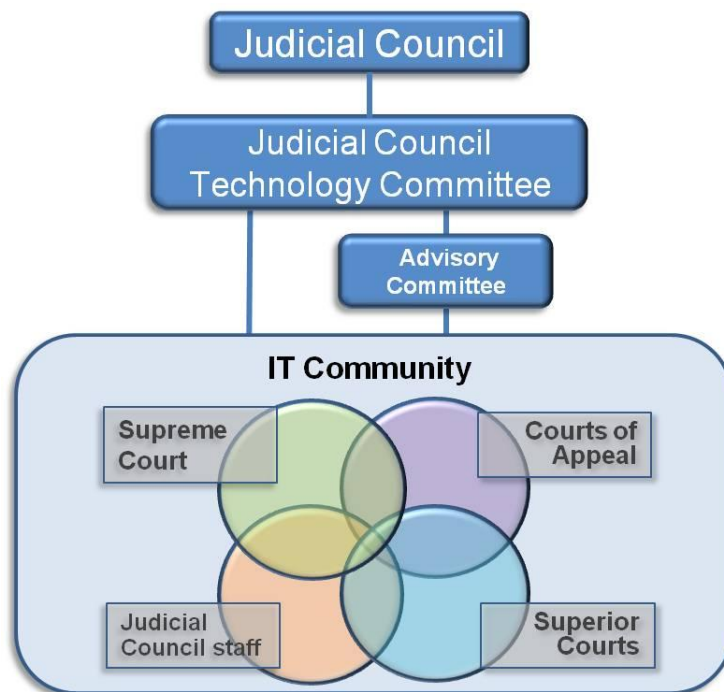 Judicial Council
Judicial Council
Technology Committee
Advisory
Committee
IT Community
Supreme
Court
Courts of
Appeal
Judicial
Council staff
Superior
Courts